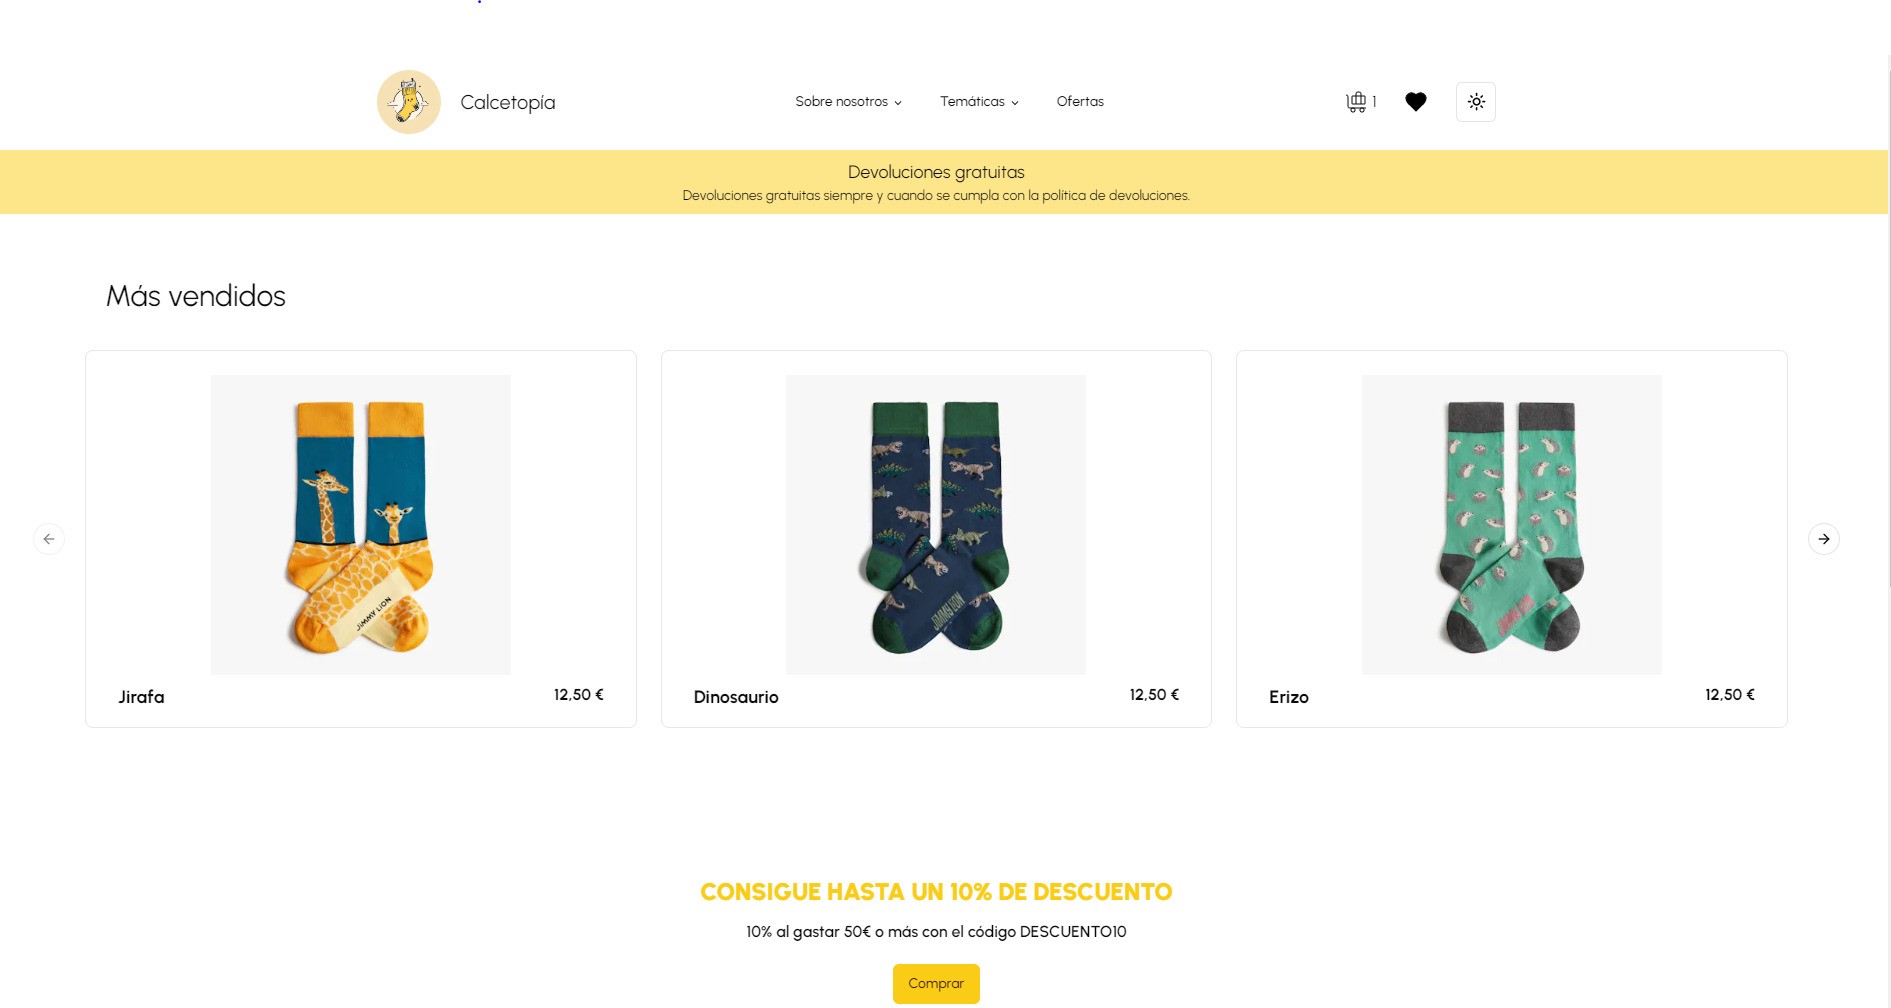 Calcetopía
Sobre nosotros
Temáticas
Ofertas
1
Devoluciones gratuitas
Devoluciones gratuitas siempre y cuando se cumpla con la política de devoluciones.
Más vendidos
JIMMY LION
JIMMY LION
JIMMY LION
Jirafa
12,50 €
Dinosaurio
12,50 €
Erizo
12,50 €
CONSIGUE HASTA UN 10% DE DESCUENTO
10% al gastar 50€ o más con el código DESCUENTO10
Comprar